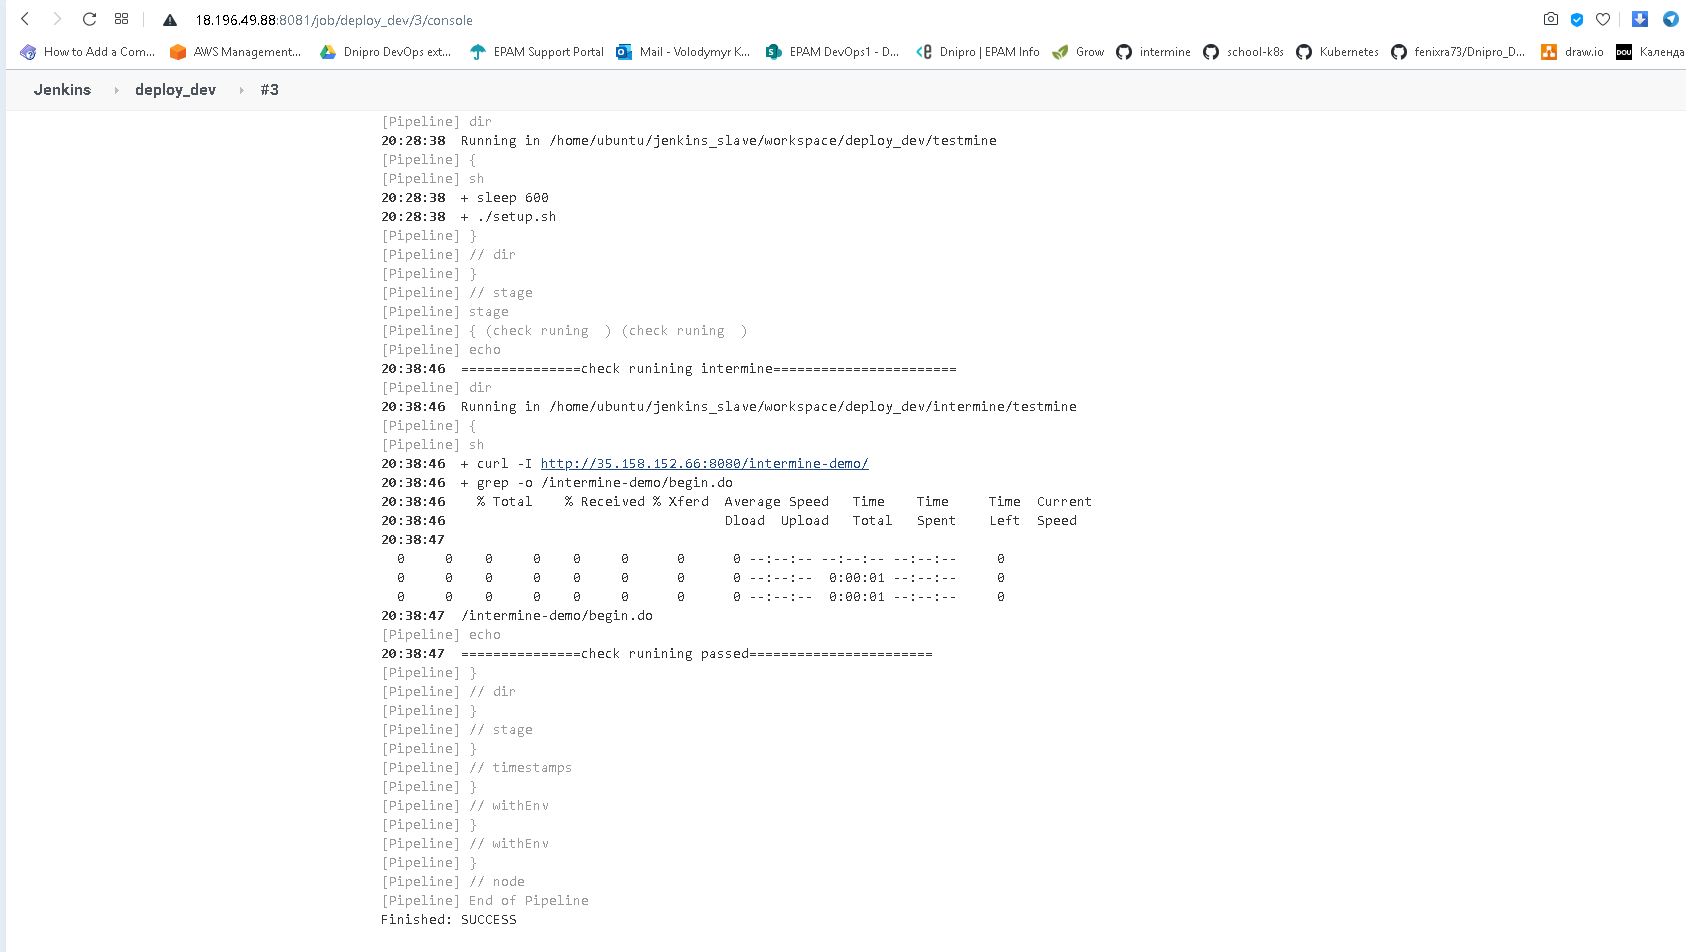 18.196.49.88:8081/job/deploy_dev/3/console
How to Add a Com... AWS Management... Dnipro DevOps ext... EPAM Support Portal Mail - Volodymyr K... EPAM DevOps1 - D... Dnipro | EPAM Info Grow intermine school-k8s Kubernetes fenixra73/Dnipro_D... draw.io DOU Календа
Jenkins deploy_dev #3
[Pipeline] dir
20:28:38 Running in /home/ubuntu/jenkins_slave/workspace/deploy_dev/testmine
[Pipeline] {
[Pipeline] sh
20:28:38 + sleep 600
20:28:38 + ./setup.sh
[Pipeline] }
[Pipeline] // dir
[Pipeline] }
[Pipeline] // stage
[Pipeline] stage
[Pipeline] { (check runing  ) (check runing  )
[Pipeline] echo
20:38:46 ===============check runining intermine=======================
[Pipeline] dir
20:38:46 Running in /home/ubuntu/jenkins_slave/workspace/deploy_dev/intermine/testmine
[Pipeline] {
[Pipeline] sh
20:38:46 + curl -I http://35.158.152.66:8080/intermine-demo/
20:38:46 + grep -o /intermine-demo/begin.do
20:38:46 % Total % Received % Xferd Average Speed Time Time Time Current
20:38:46 Dload Upload Total Spent Left Speed
20:38:47
0 0 0 0 0 0 0 0 --:--:-- --:--:-- --:--:-- 0
0 0 0 0 0 0 0 0 --:--:-- 0:00:01 --:--:-- 0
0 0 0 0 0 0 0 0 --:--:-- 0:00:01 --:--:-- 0
20:38:47 /intermine-demo/begin.do
[Pipeline] echo
20:38:47 ===============check runining passed=======================
[Pipeline] }
[Pipeline] // dir
[Pipeline] }
[Pipeline] // stage
[Pipeline] }
[Pipeline] // timestamps
[Pipeline] }
[Pipeline] // withEnv
[Pipeline] }
[Pipeline] // withEnv
[Pipeline] }
[Pipeline] // node
[Pipeline] End of Pipeline
Finished: SUCCESS